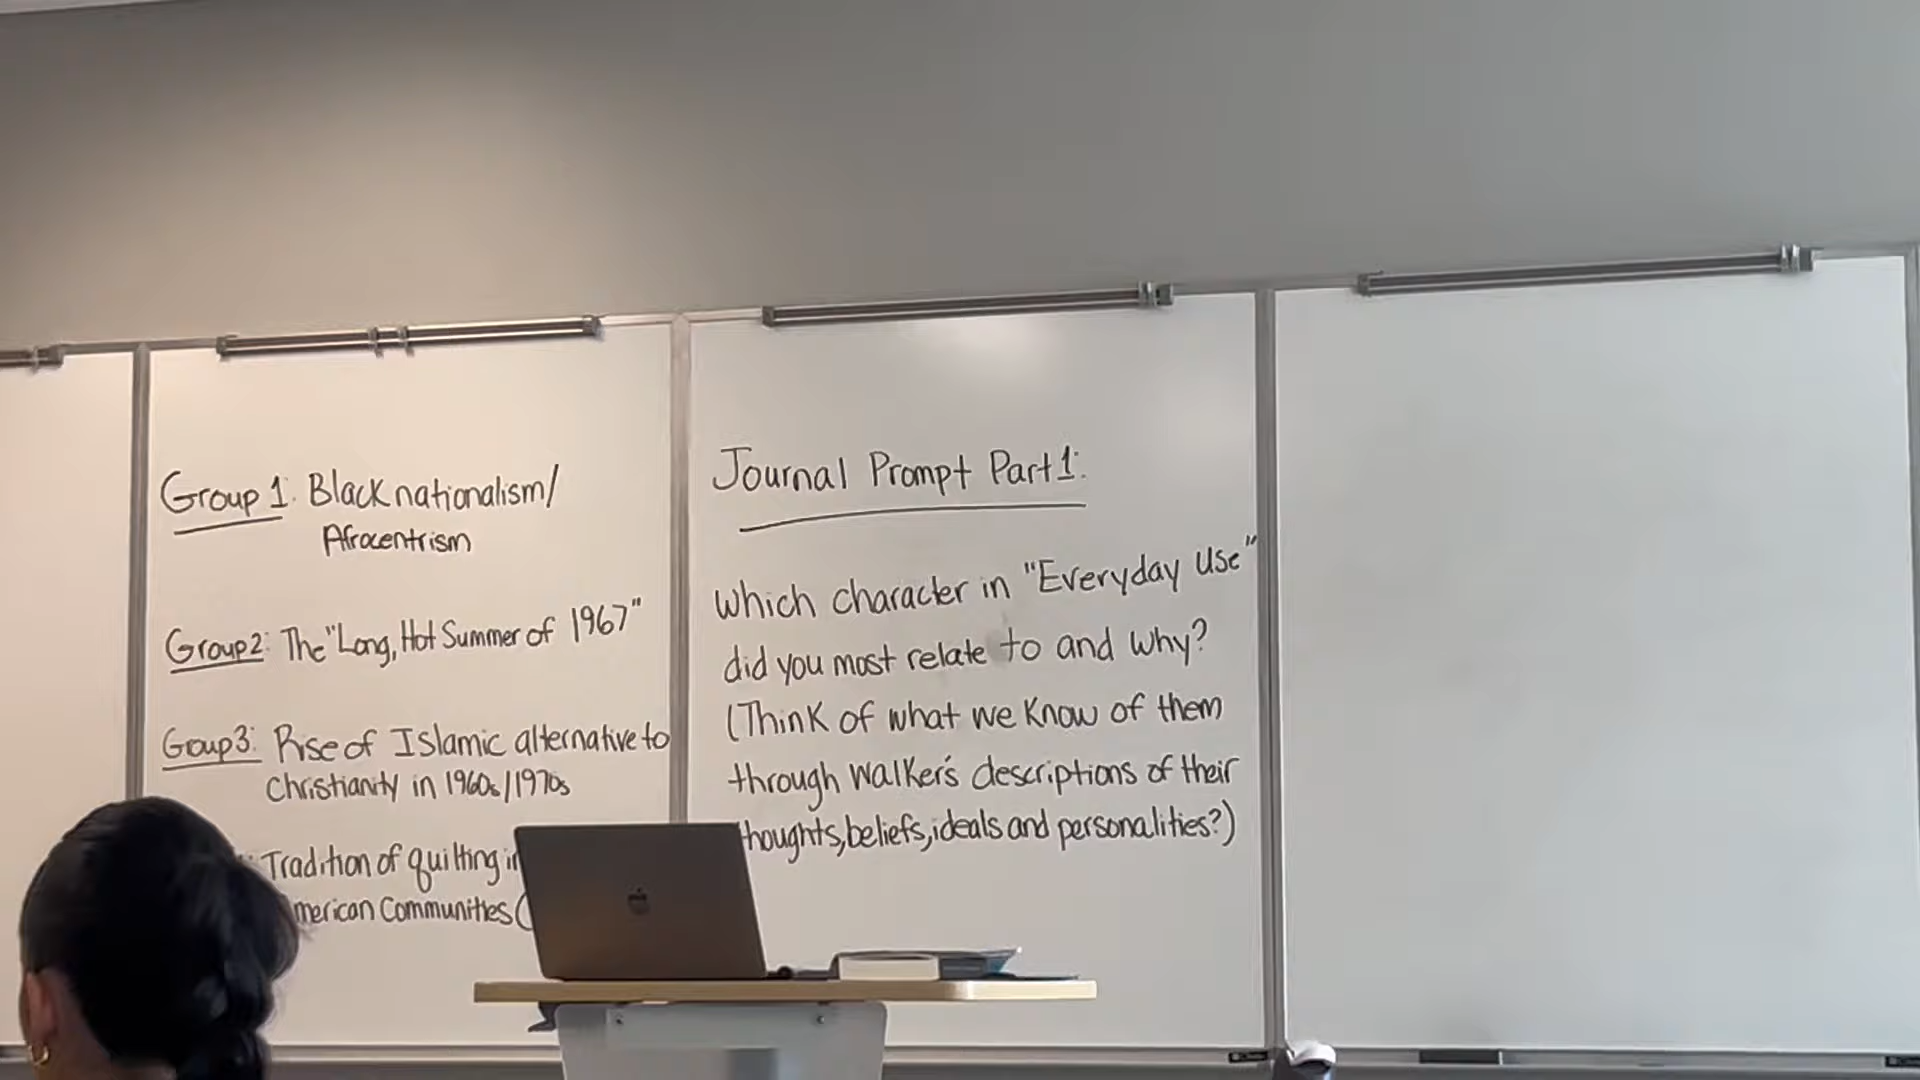 Group 1: Black nationalism/
Afrocentrism
Group 2: The "Long, Hot Summer of 1967"
Group 3: Rise of Islamic alternative to
Christianity in 1960s/1970s
: Tradition of quilting in
merican Communities (
Journal Prompt Part 1:
Which character in "Everyday Use"
did you most relate to and why?
(Think of what we know of them
through Walker's descriptions of their
houghts, beliefs, ideals and personalities?)